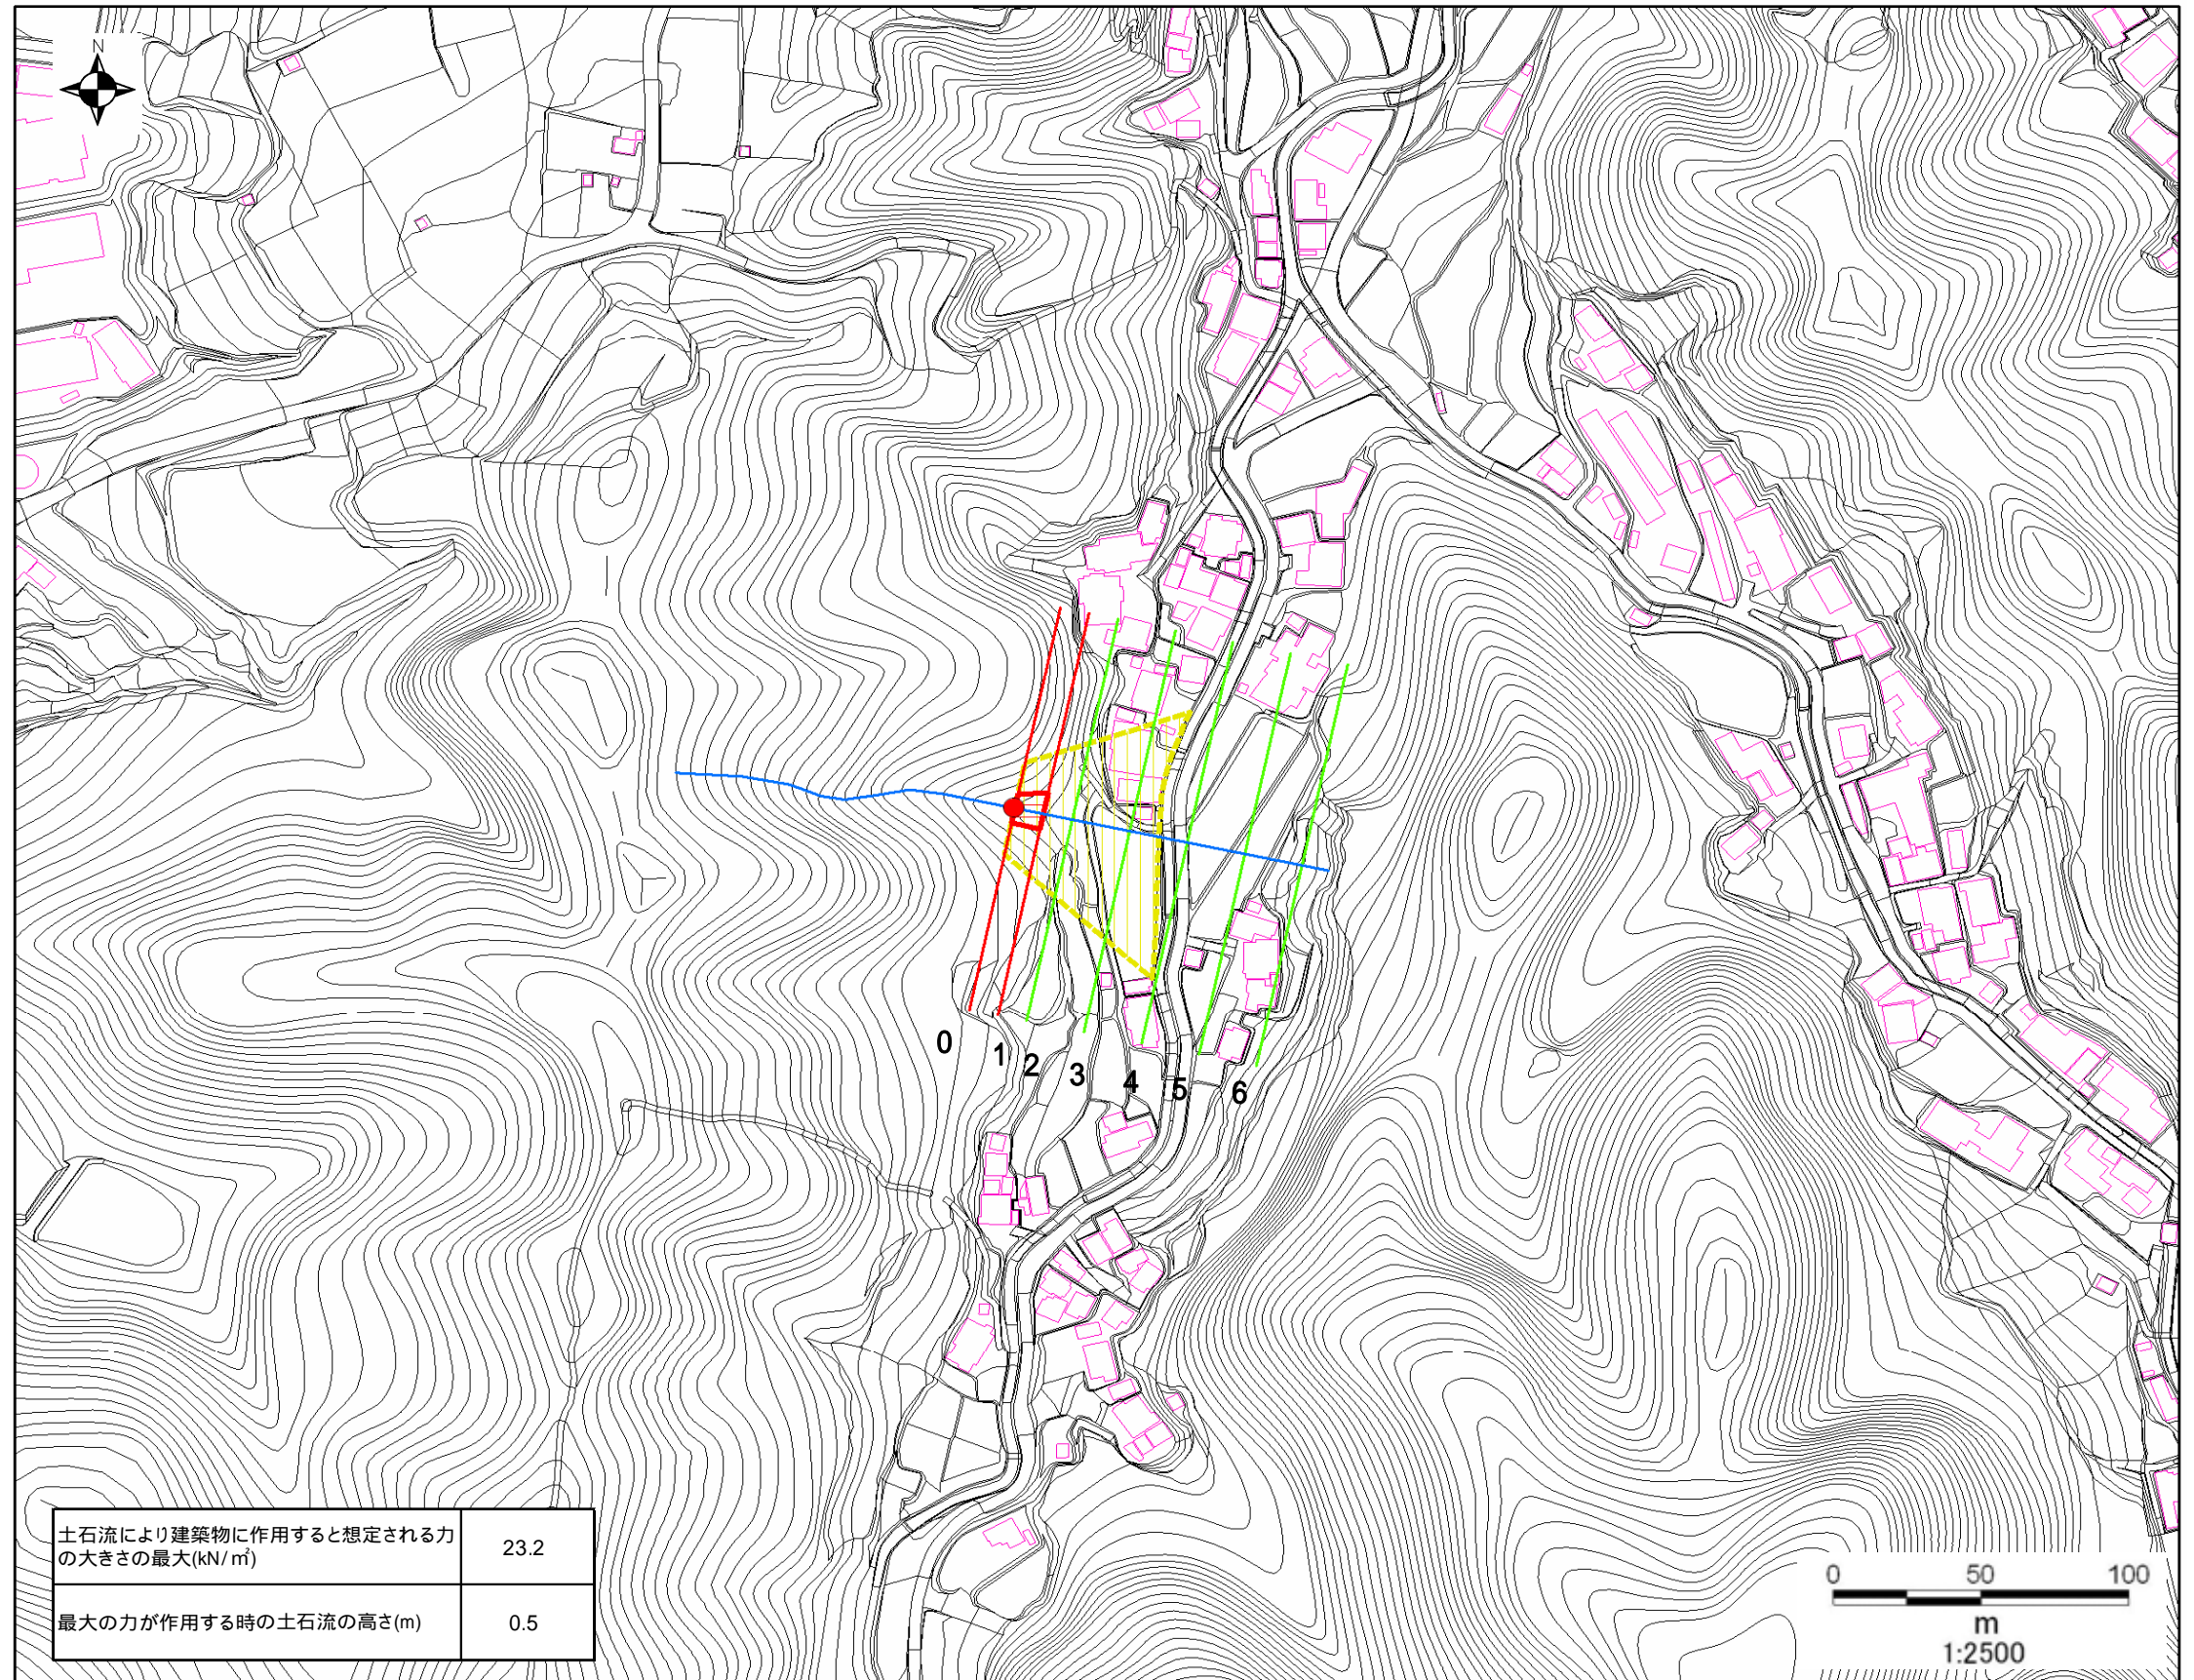 N
0
1
2
3
4
5
6
土石流により建築物に作用すると想定される力
の大きさの最大(kN/㎡)
23.2
最大の力が作用する時の土石流の高さ(m)
0.5
0 50 100
m
1:2500